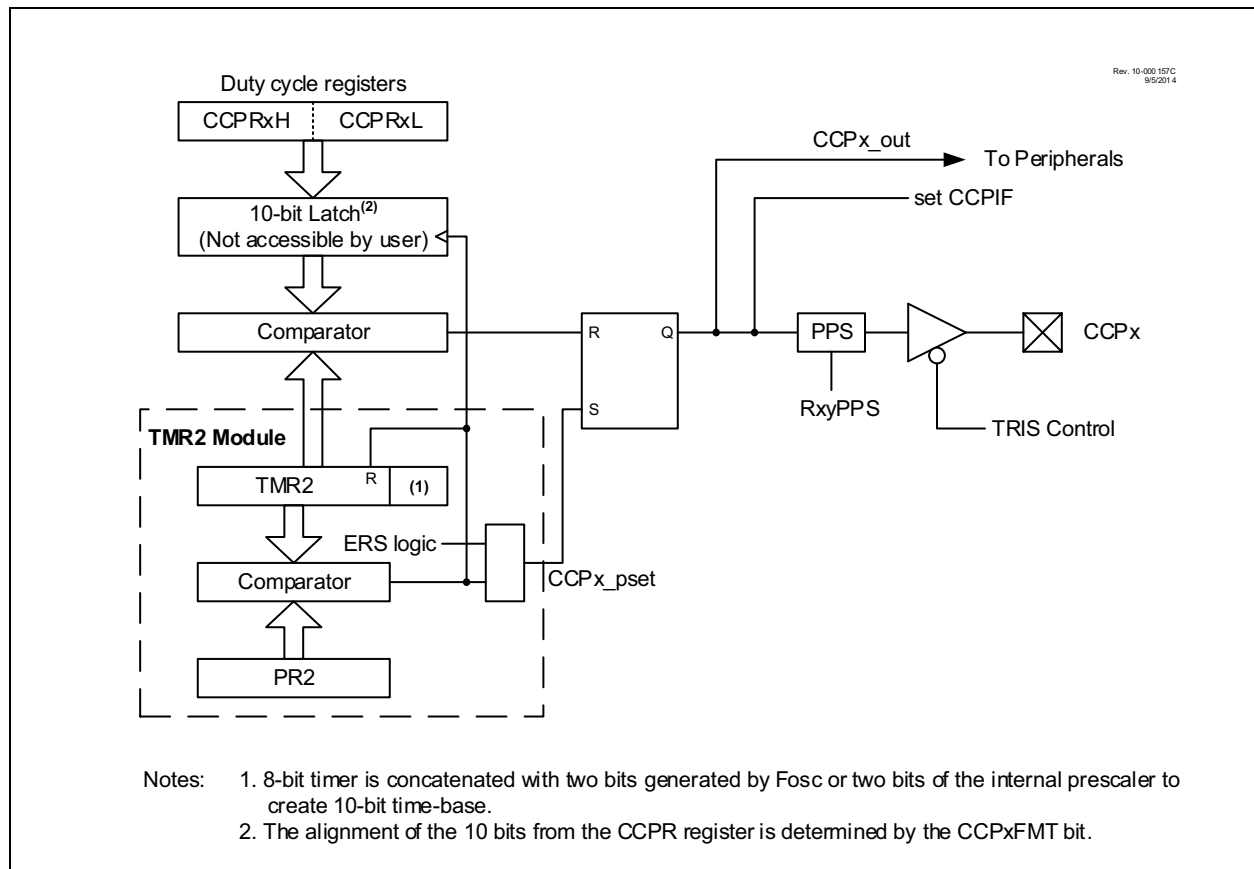 Rev. 10-000 157C
9/5/201 4
Duty cycle registers
CCPRxH CCPRxL
CCPx_out
To Peripherals
set CCPIF
10-bit Latch(2)
(Not accessible by user)
Comparator
R Q
PPS
CCPx
RxyPPS
S
TRIS Control
TMR2 Module
TMR2 R (1)
ERS logic
Comparator
CCPx_pset
PR2
Notes: 1. 8-bit timer is concatenated with two bits generated by Fosc or two bits of the internal prescaler to
create 10-bit time-base.
2. The alignment of the 10 bits from the CCPR register is determined by the CCPxFMT bit.